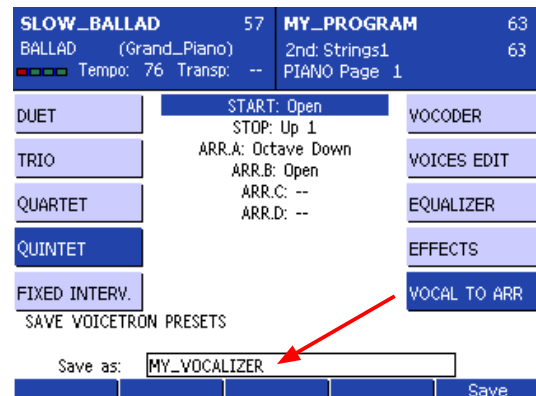 SLOW_BALLAD 57
BALLAD (Grand_Piano)
Tempo: 76 Transp: --
MY_PROGRAM 63
2nd: Strings1 63
PIANO Page 1
DUET
TRIO
QUARTET
QUINTET
FIXED INTERV.
START: Open
STOP: Up 1
ARR.A: Octave Down
ARR.B: Open
ARR.C: --
ARR.D: --
VOCODER
VOICES EDIT
EQUALIZER
EFFECTS
VOCAL TO ARR
SAVE VOICETRON PRESETS
Save as: MY_VOCALIZER
Save